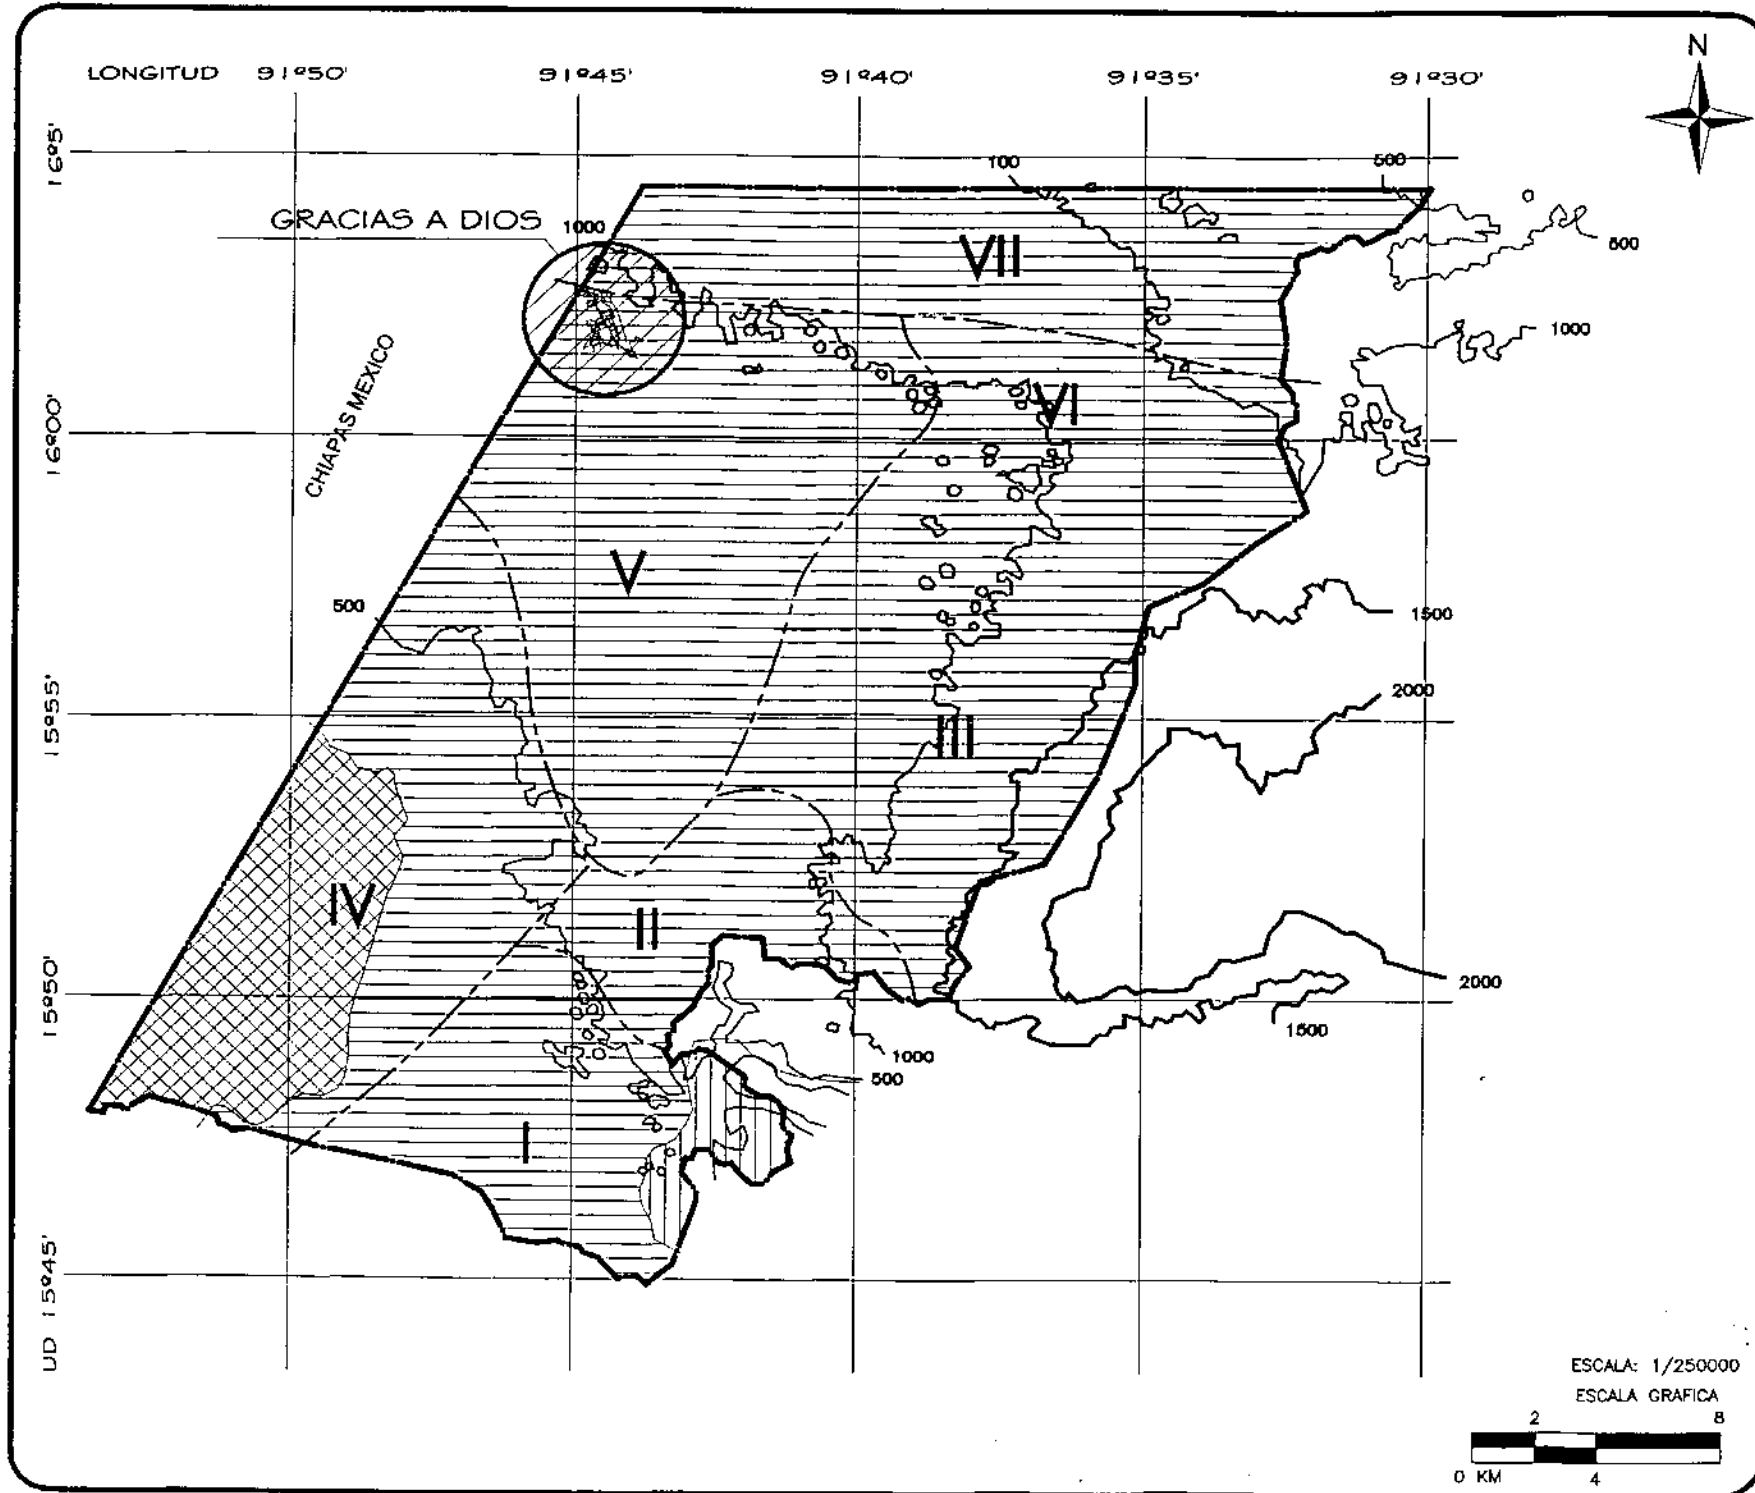 N
LONGITUD 91º50' 91º45' 91º40' 91º35' 91º30'
16º5'
100
500
GRACIAS A DIOS
1000
500
VII
1000
CHIAPAS MEXICO
VI
16º00'
V
500
1500
2000
15º55'
III
IV
II
15º50'
2000
1500
1000
500
I
UD 15º45'
ESCALA: 1/250000
ESCALA GRAFICA
2 8
0 KM 4